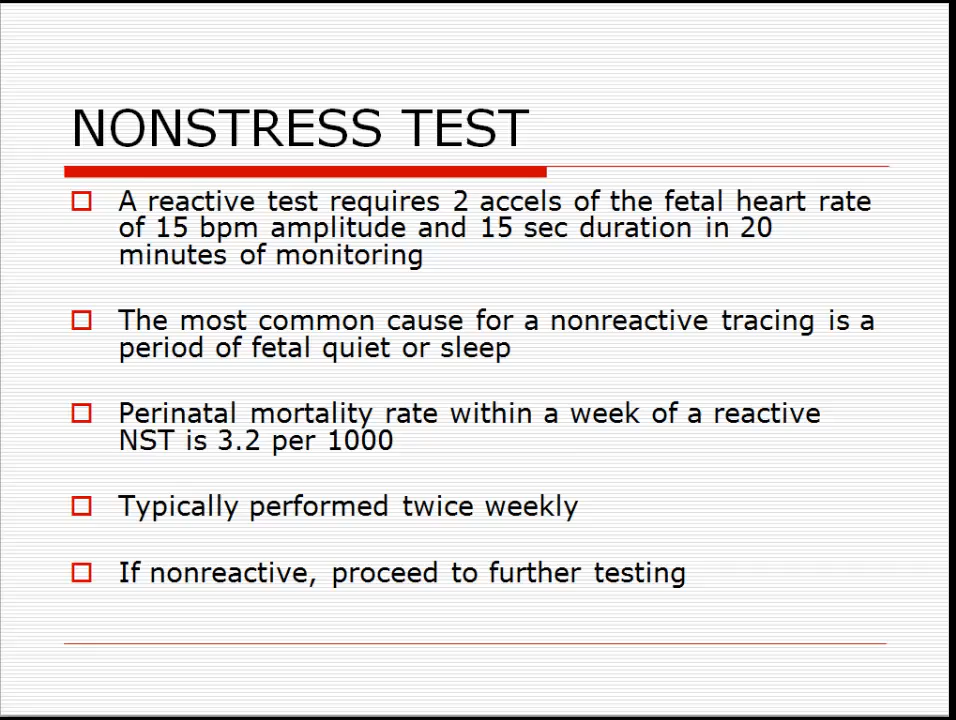 NONSTRESS TEST
A reactive test requires 2 accels of the fetal heart rate
of 15 bpm amplitude and 15 sec duration in 20
minutes of monitoring
The most common cause for a nonreactive tracing is a
period of fetal quiet or sleep
Perinatal mortality rate within a week of a reactive
NST is 3.2 per 1000
Typically performed twice weekly
If nonreactive, proceed to further testing